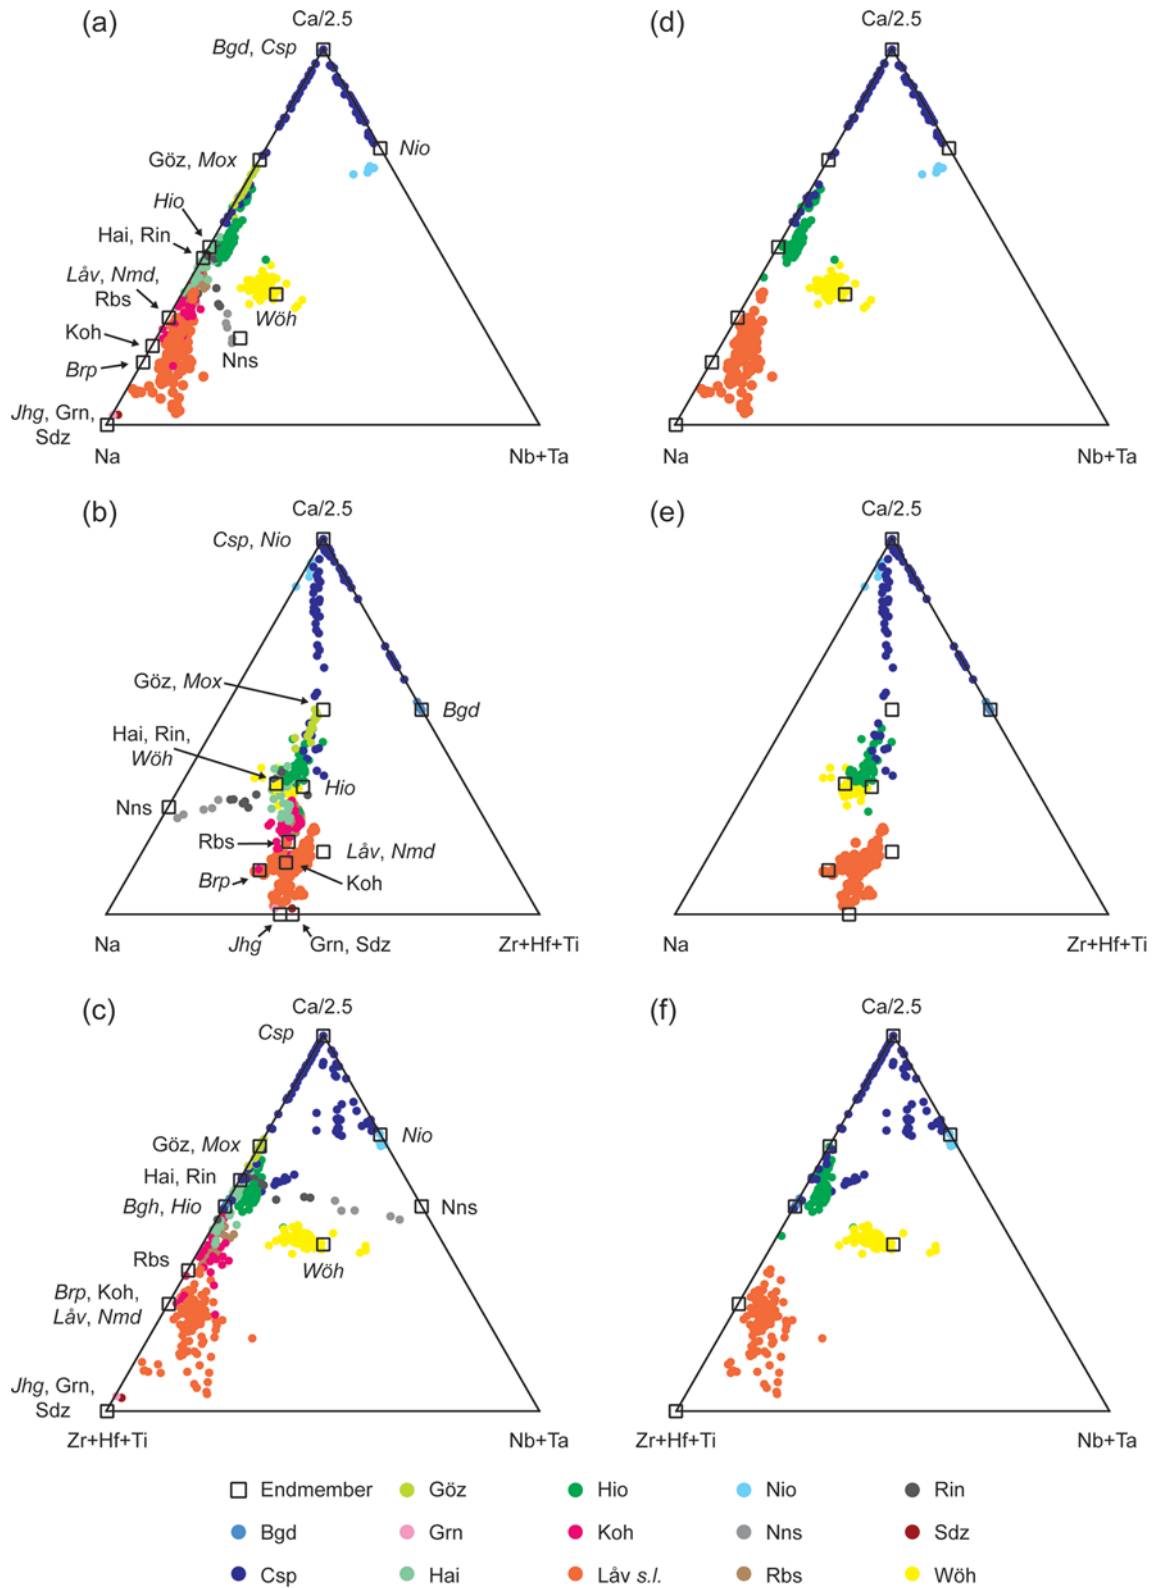 (a)
Ca/2.5
Bgd, Csp
Nio
Göz, Mox
Hio
Hai, Rin
Låv, Nmd,
Rbs
Koh
Brp
Wöh
Nns
Jhg, Grn,
Sdz
Na
Nb+Ta
(d)
Ca/2.5
Na
Nb+Ta
(b)
Ca/2.5
Csp, Nio
Göz, Mox
Bgd
Hai, Rin,
Wöh
Nns
Hio
Rbs
Låv, Nmd
Brp
Koh
Na
Jhg
Grn, Sdz
Zr+Hf+Ti
(e)
Ca/2.5
Na
Zr+Hf+Ti
(c)
Ca/2.5
Csp
Nio
Göz, Mox
Hai, Rin
Bgh, Hio
Nns
Rbs
Wöh
Brp, Koh,
Låv, Nmd
Jhg, Grn,
Sdz
Zr+Hf+Ti
Nb+Ta
(f)
Ca/2.5
Zr+Hf+Ti
Nb+Ta
Endmember
Göz
Hio
Nio
Rin
Bgd
Grn
Koh
Nns
Sdz
Csp
Hai
Låv s.l.
Rbs
Wöh